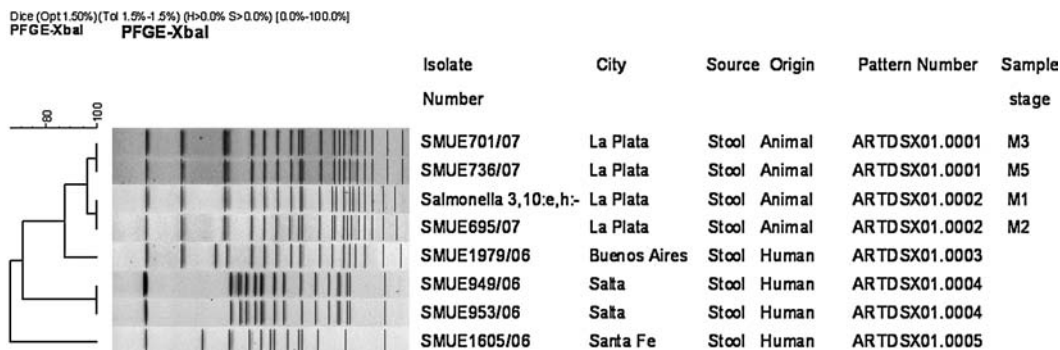 Dice (Opt 1.50%)(Tol 1.5%-1.5%) (H>0.0% S>0.0%) [0.0%-100.0%]
PFGE-XbaI PFGE-XbaI
Isolate Number City Source Origin Pattern Number Sample stage
80 100
SMUE701/07 La Plata Stool Animal ARTDSX01.0001 M3
SMUE736/07 La Plata Stool Animal ARTDSX01.0001 M5
Salmonella 3,10:e,h:- La Plata Stool Animal ARTDSX01.0002 M1
SMUE695/07 La Plata Stool Animal ARTDSX01.0002 M2
SMUE1979/06 Buenos Aires Stool Human ARTDSX01.0003
SMUE949/06 Salta Stool Human ARTDSX01.0004
SMUE953/06 Salta Stool Human ARTDSX01.0004
SMUE1605/06 Santa Fe Stool Human ARTDSX01.0005